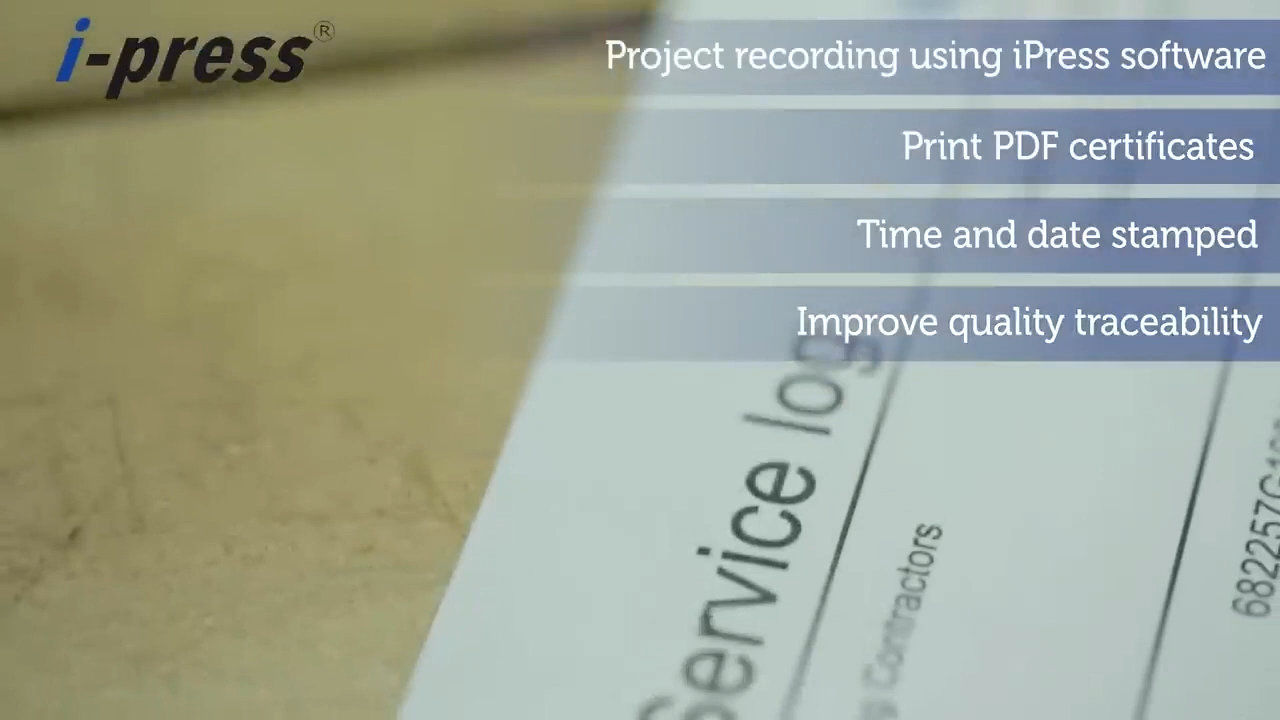 i-press®
Project recording using iPress software
Print PDF certificates
Time and date stamped
Improve quality traceability
Service log
Contractors